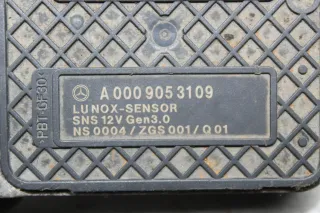 PBT-GF30
A 000 905 3109
LU NOX-SENSOR
SNS 12V Gen3.0
NS 0004 / ZGS 001 / Q 01